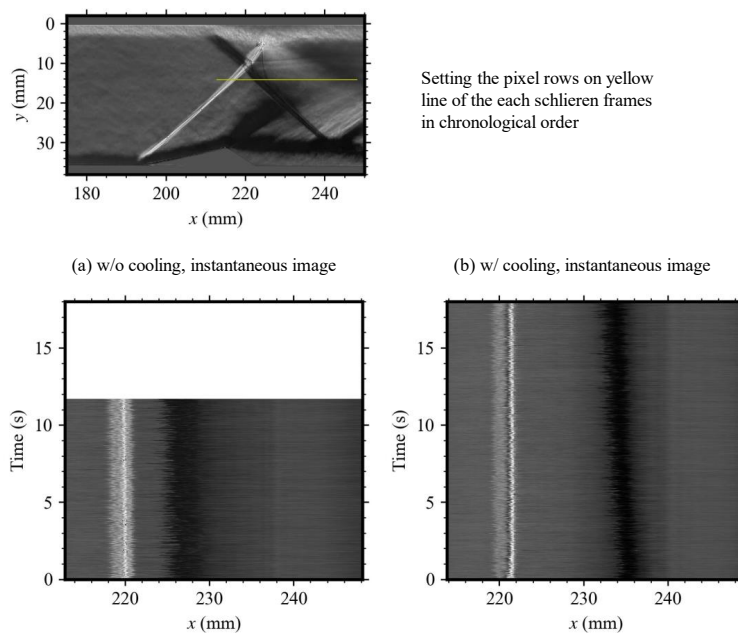 0
10
20
30
y (mm)
180 200 220 240
x (mm)
Setting the pixel rows on yellow
line of the each schlieren frames
in chronological order
(a) w/o cooling, instantaneous image
(b) w/ cooling, instantaneous image
15
10
5
0
Time (s)
220 230 240
x (mm)
15
10
5
0
Time (s)
220 230 240
x (mm)